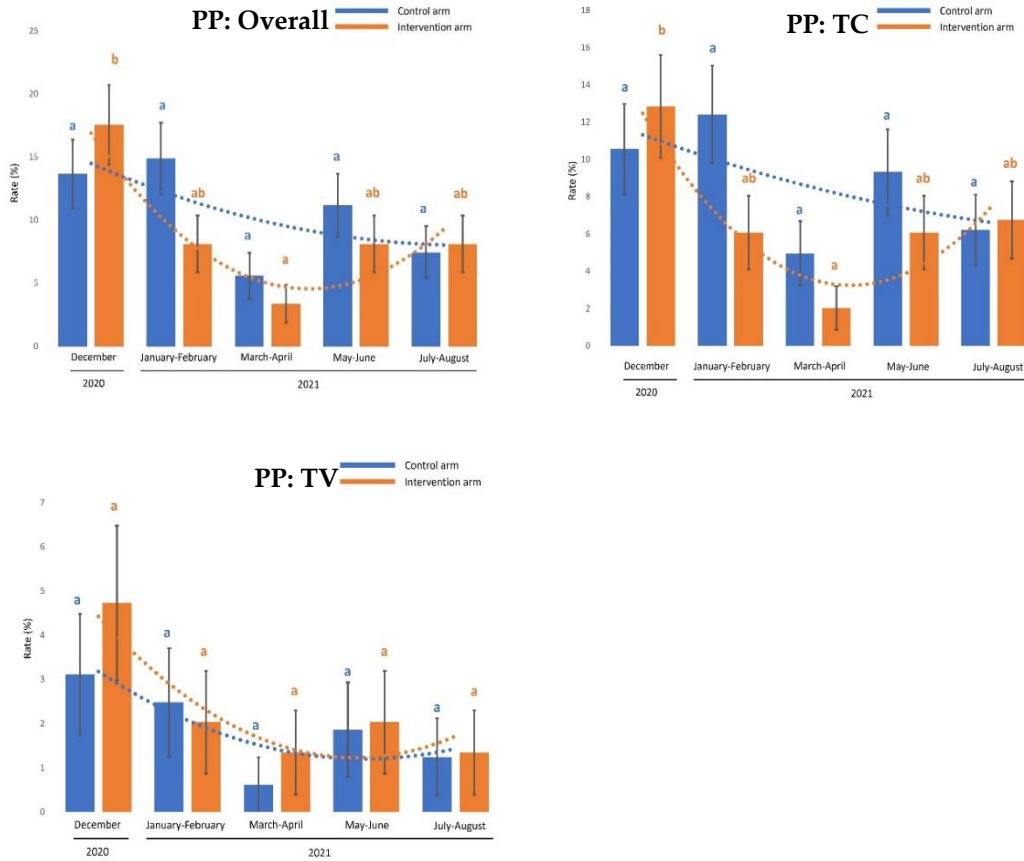 PP: Overall
Control arm
Intervention arm
25
20
15
10
5
0
Rate (%)
a
b
a
ab
a
a
a
ab
a
ab
December
January-February
March-April
May-June
July-August
2020
2021
PP: TC
Control arm
Intervention arm
18
16
14
12
10
8
6
4
2
0
Rate (%)
a
b
a
ab
a
a
a
ab
a
ab
December
January-February
March-April
May-June
July-August
2020
2021
PP: TV
Control arm
Intervention arm
7
6
5
4
3
2
1
0
Rate (%)
a
a
a
a
a
a
a
a
a
a
December
January-February
March-April
May-June
July-August
2020
2021